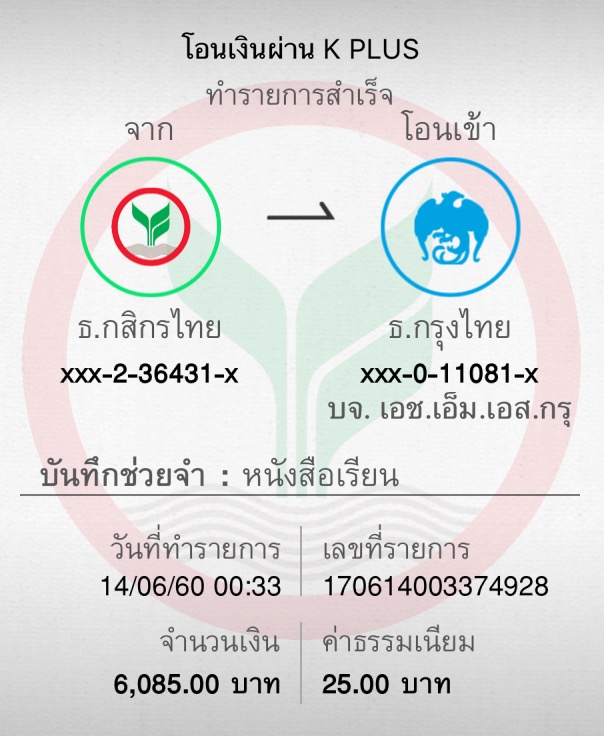 โอนเงินผ่าน K PLUS
ทำรายการสำเร็จ
จาก
โอนเข้า
ธ.กสิกรไทย
ธ.กรุงไทย
xxx-2-36431-x
xxx-0-11081-x
บจ. เอช.เอ็ม.เอส.กรุ
บันทึกช่วยจำ : หนังสือเรียน
วันที่ทำรายการ
เลขที่รายการ
14/06/60 00:33
170614003374928
จำนวนเงิน
ค่าธรรมเนียม
6,085.00 บาท
25.00 บาท